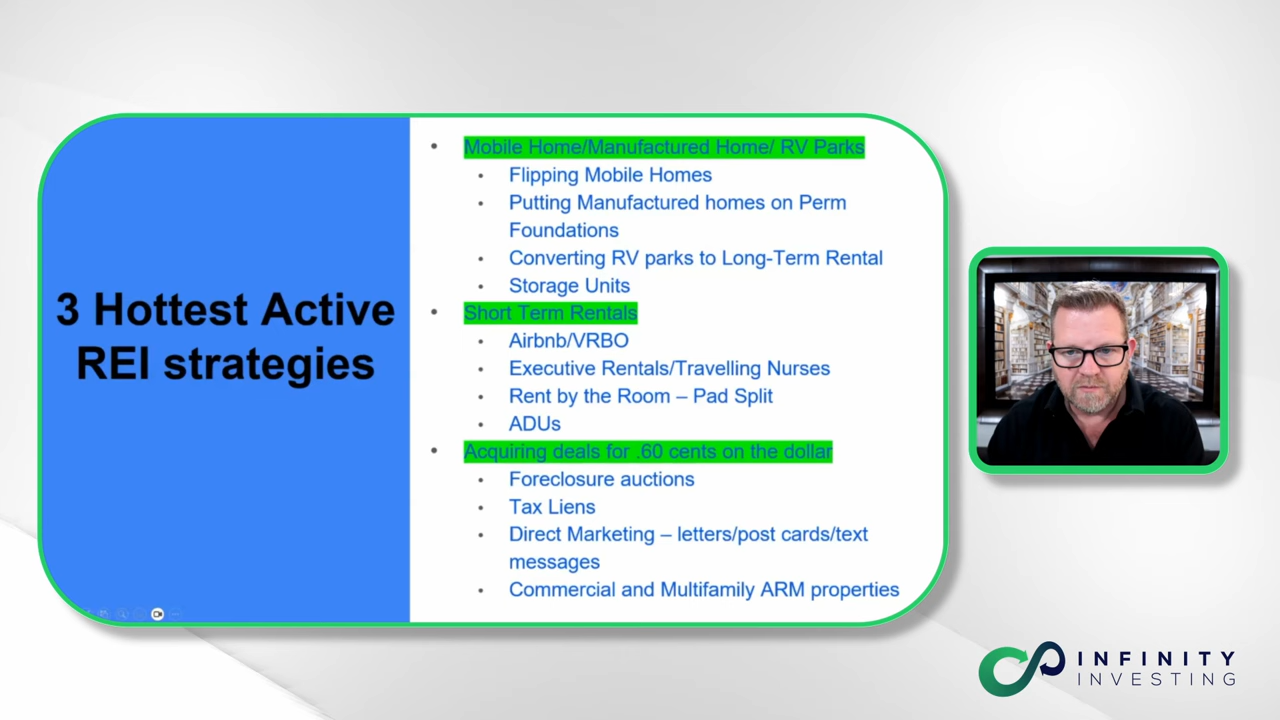 3 Hottest Active
REI strategies
• Mobile Home/Manufactured Home/ RV Parks
• Flipping Mobile Homes
• Putting Manufactured homes on Perm
Foundations
• Converting RV parks to Long-Term Rental
• Storage Units
• Short Term Rentals
• Airbnb/VRBO
• Executive Rentals/Travelling Nurses
• Rent by the Room – Pad Split
• ADUs
• Acquiring deals for .60 cents on the dollar
• Foreclosure auctions
• Tax Liens
• Direct Marketing – letters/post cards/text
messages
• Commercial and Multifamily ARM properties
INFINITY
INVESTING